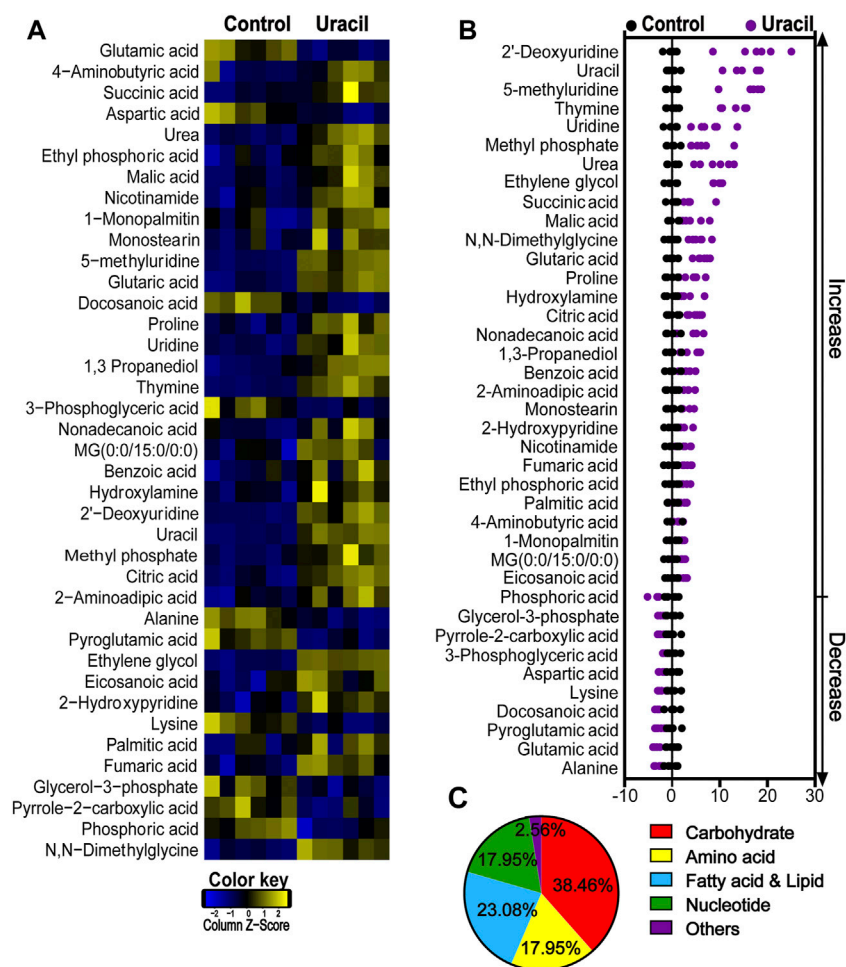 A
Control Uracil
Glutamic acid
4−Aminobutyric acid
Succinic acid
Aspartic acid
Urea
Ethyl phosphoric acid
Malic acid
Nicotinamide
1−Monopalmitin
Monostearin
5−methyluridine
Glutaric acid
Docosanoic acid
Proline
Uridine
1,3 Propanediol
Thymine
3−Phosphoglyceric acid
Nonadecanoic acid
MG(0:0/15:0/0:0)
Benzoic acid
Hydroxylamine
2'−Deoxyuridine
Uracil
Methyl phosphate
Citric acid
2−Aminoadipic acid
Alanine
Pyroglutamic acid
Ethylene glycol
Eicosanoic acid
2−Hydroxypyridine
Lysine
Palmitic acid
Fumaric acid
Glycerol−3−phosphate
Pyrrole−2−carboxylic acid
Phosphoric acid
N,N−Dimethylglycine
Color key
−2 −1 0 1 2
Column Z−Score
B
Control Uracil
2'-Deoxyuridine
Uracil
5-methyluridine
Thymine
Uridine
Methyl phosphate
Urea
Ethylene glycol
Succinic acid
Malic acid
N,N-Dimethylglycine
Glutaric acid
Proline
Hydroxylamine
Citric acid
Nonadecanoic acid
1,3-Propanediol
Benzoic acid
2-Aminoadipic acid
Monostearin
2-Hydroxypyridine
Nicotinamide
Fumaric acid
Ethyl phosphoric acid
Palmitic acid
4-Aminobutyric acid
1-Monopalmitin
MG(0:0/15:0/0:0)
Eicosanoic acid
Phosphoric acid
Glycerol-3-phosphate
Pyrrole-2-carboxylic acid
3-Phosphoglyceric acid
Aspartic acid
Lysine
Docosanoic acid
Pyroglutamic acid
Glutamic acid
Alanine
Increase
Decrease
-10 0 10 20 30
C
2.56%
17.95%
38.46%
23.08%
17.95%
Carbohydrate
Amino acid
Fatty acid & Lipid
Nucleotide
Others